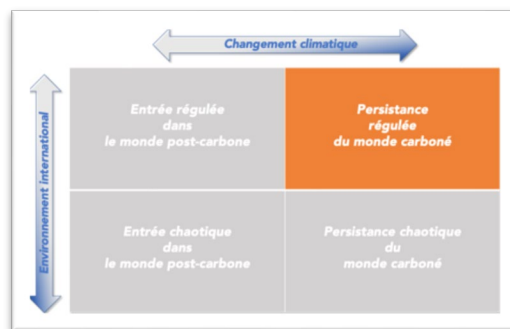 Changement climatique
Environnement international
Entrée régulée
dans
le monde post-carbone
Persistance
régulée
du monde carboné
Entrée chaotique
dans
le monde post-carbone
Persistance chaotique
du
monde carboné